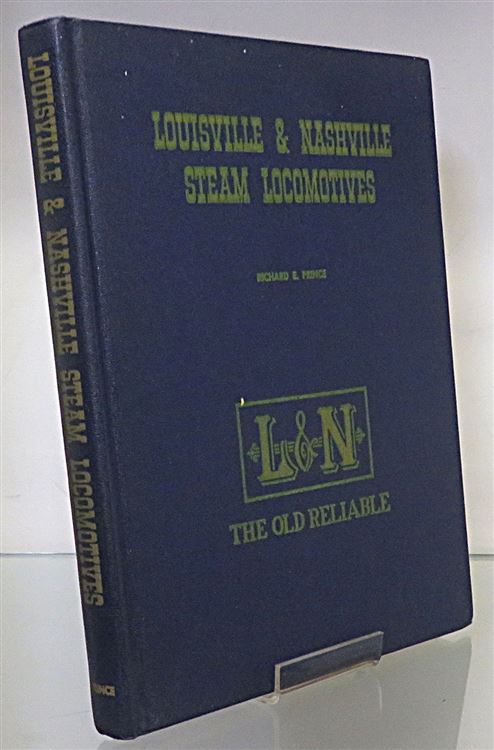 LOUISVILLE & NASHVILLE STEAM LOCOMOTIVES
PRINCE
LOUISVILLE & NASHVILLE
STEAM LOCOMOTIVES
RICHARD E. PRINCE
L&N
THE OLD RELIABLE